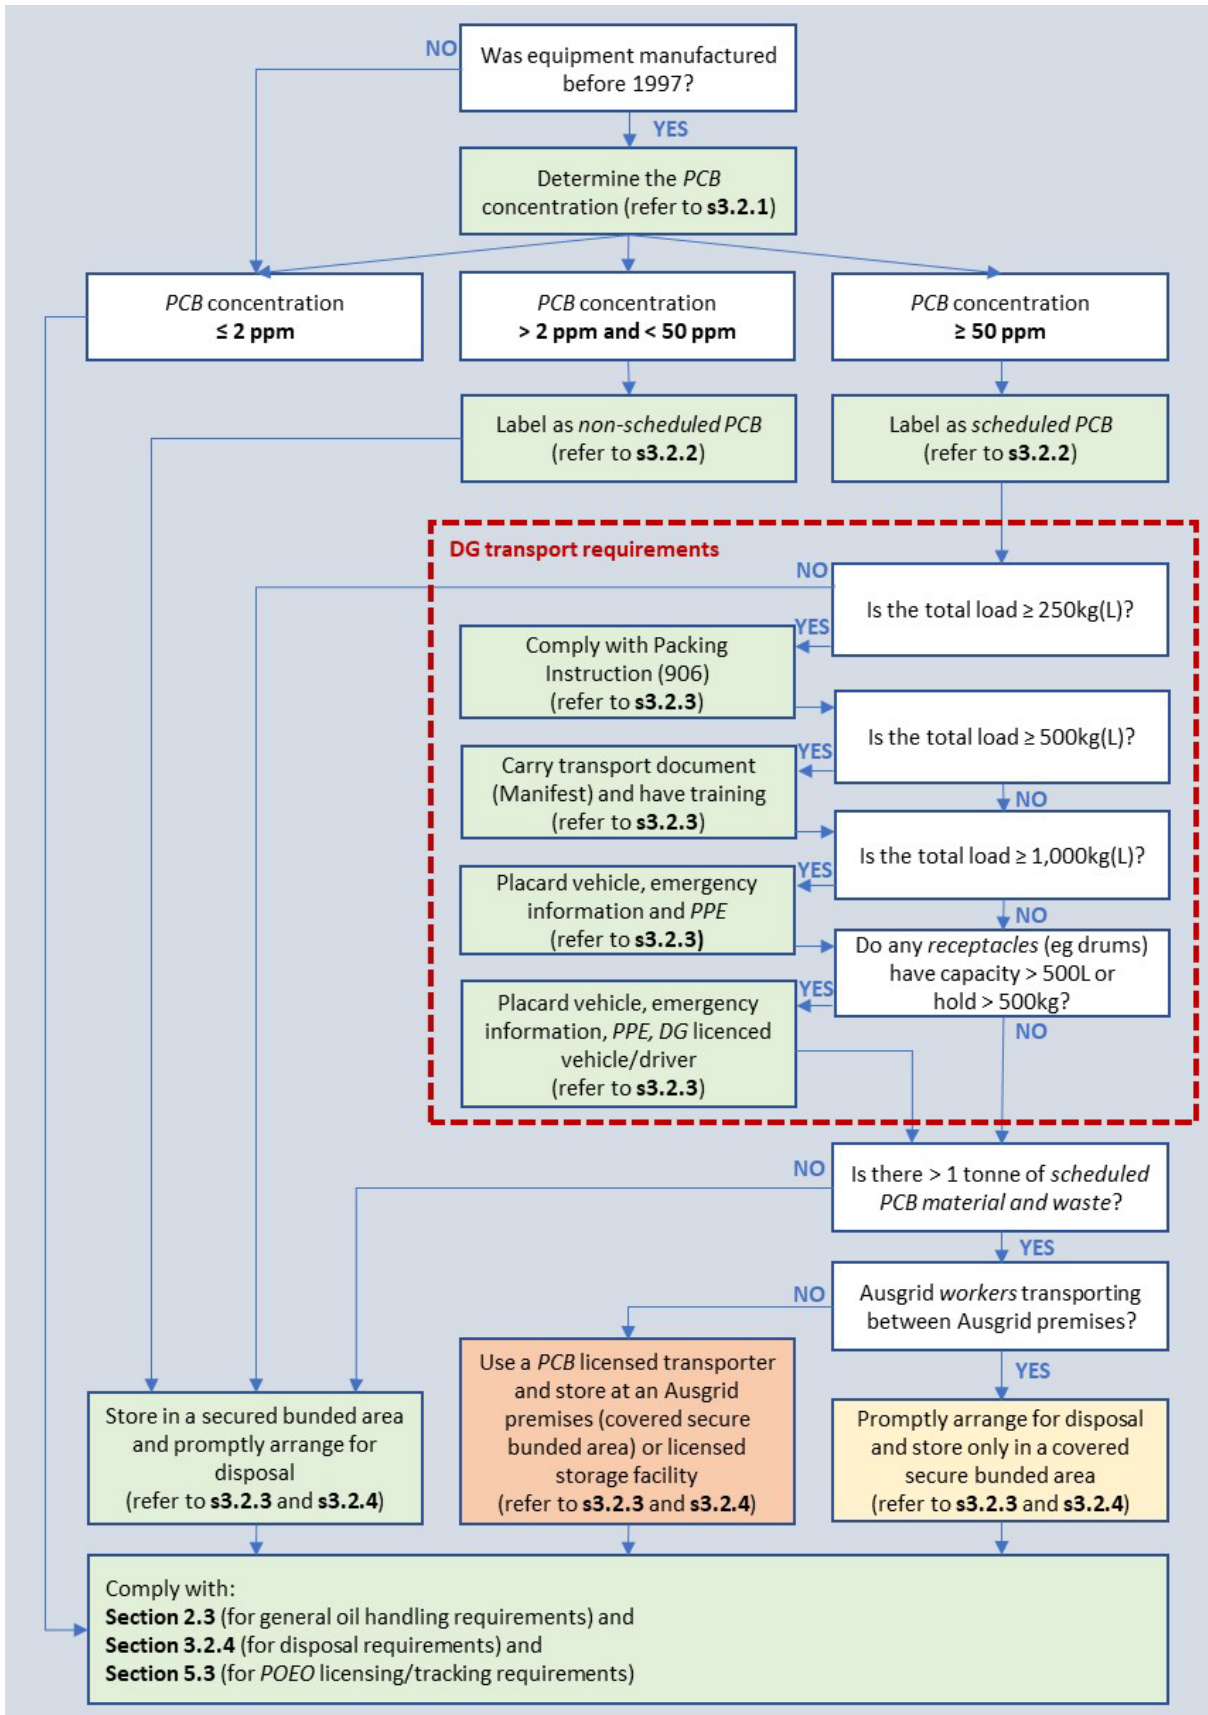 NO
Was equipment manufactured
before 1997?
YES
Determine the PCB
concentration (refer to s3.2.1)
PCB concentration
≤ 2 ppm
PCB concentration
> 2 ppm and < 50 ppm
PCB concentration
≥ 50 ppm
Label as non-scheduled PCB
(refer to s3.2.2)
Label as scheduled PCB
(refer to s3.2.2)
DG transport requirements
NO
Is the total load ≥ 250kg(L)?
YES
Comply with Packing
Instruction (906)
(refer to s3.2.3)
Is the total load ≥ 500kg(L)?
YES
Carry transport document
(Manifest) and have training
(refer to s3.2.3)
NO
Is the total load ≥ 1,000kg(L)?
YES
Placard vehicle, emergency
information and PPE
(refer to s3.2.3)
NO
Do any receptacles (eg drums)
have capacity > 500L or
hold > 500kg?
YES
Placard vehicle, emergency
information, PPE, DG licenced
vehicle/driver
(refer to s3.2.3)
NO
NO
Is there > 1 tonne of scheduled
PCB material and waste?
YES
NO
Ausgrid workers transporting
between Ausgrid premises?
YES
Store in a secured bunded area
and promptly arrange for
disposal
(refer to s3.2.3 and s3.2.4)
Use a PCB licensed transporter
and store at an Ausgrid
premises (covered secure
bunded area) or licensed
storage facility
(refer to s3.2.3 and s3.2.4)
Promptly arrange for disposal
and store only in a covered
secure bunded area
(refer to s3.2.3 and s3.2.4)
Comply with:
Section 2.3 (for general oil handling requirements) and
Section 3.2.4 (for disposal requirements) and
Section 5.3 (for POEO licensing/tracking requirements)